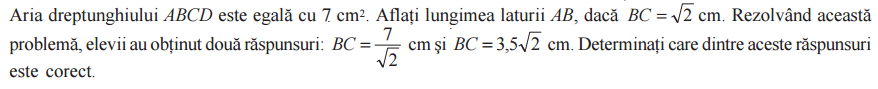 Aria dreptunghiului ABCD este egală cu 7 cm². Aflați lungimea laturii AB, dacă BC = √2 cm. Rezolvând această
problemă, elevii au obținut două răspunsuri: BC = 7/√2 cm și BC = 3,5√2 cm. Determinați care dintre aceste răspunsuri
este corect.